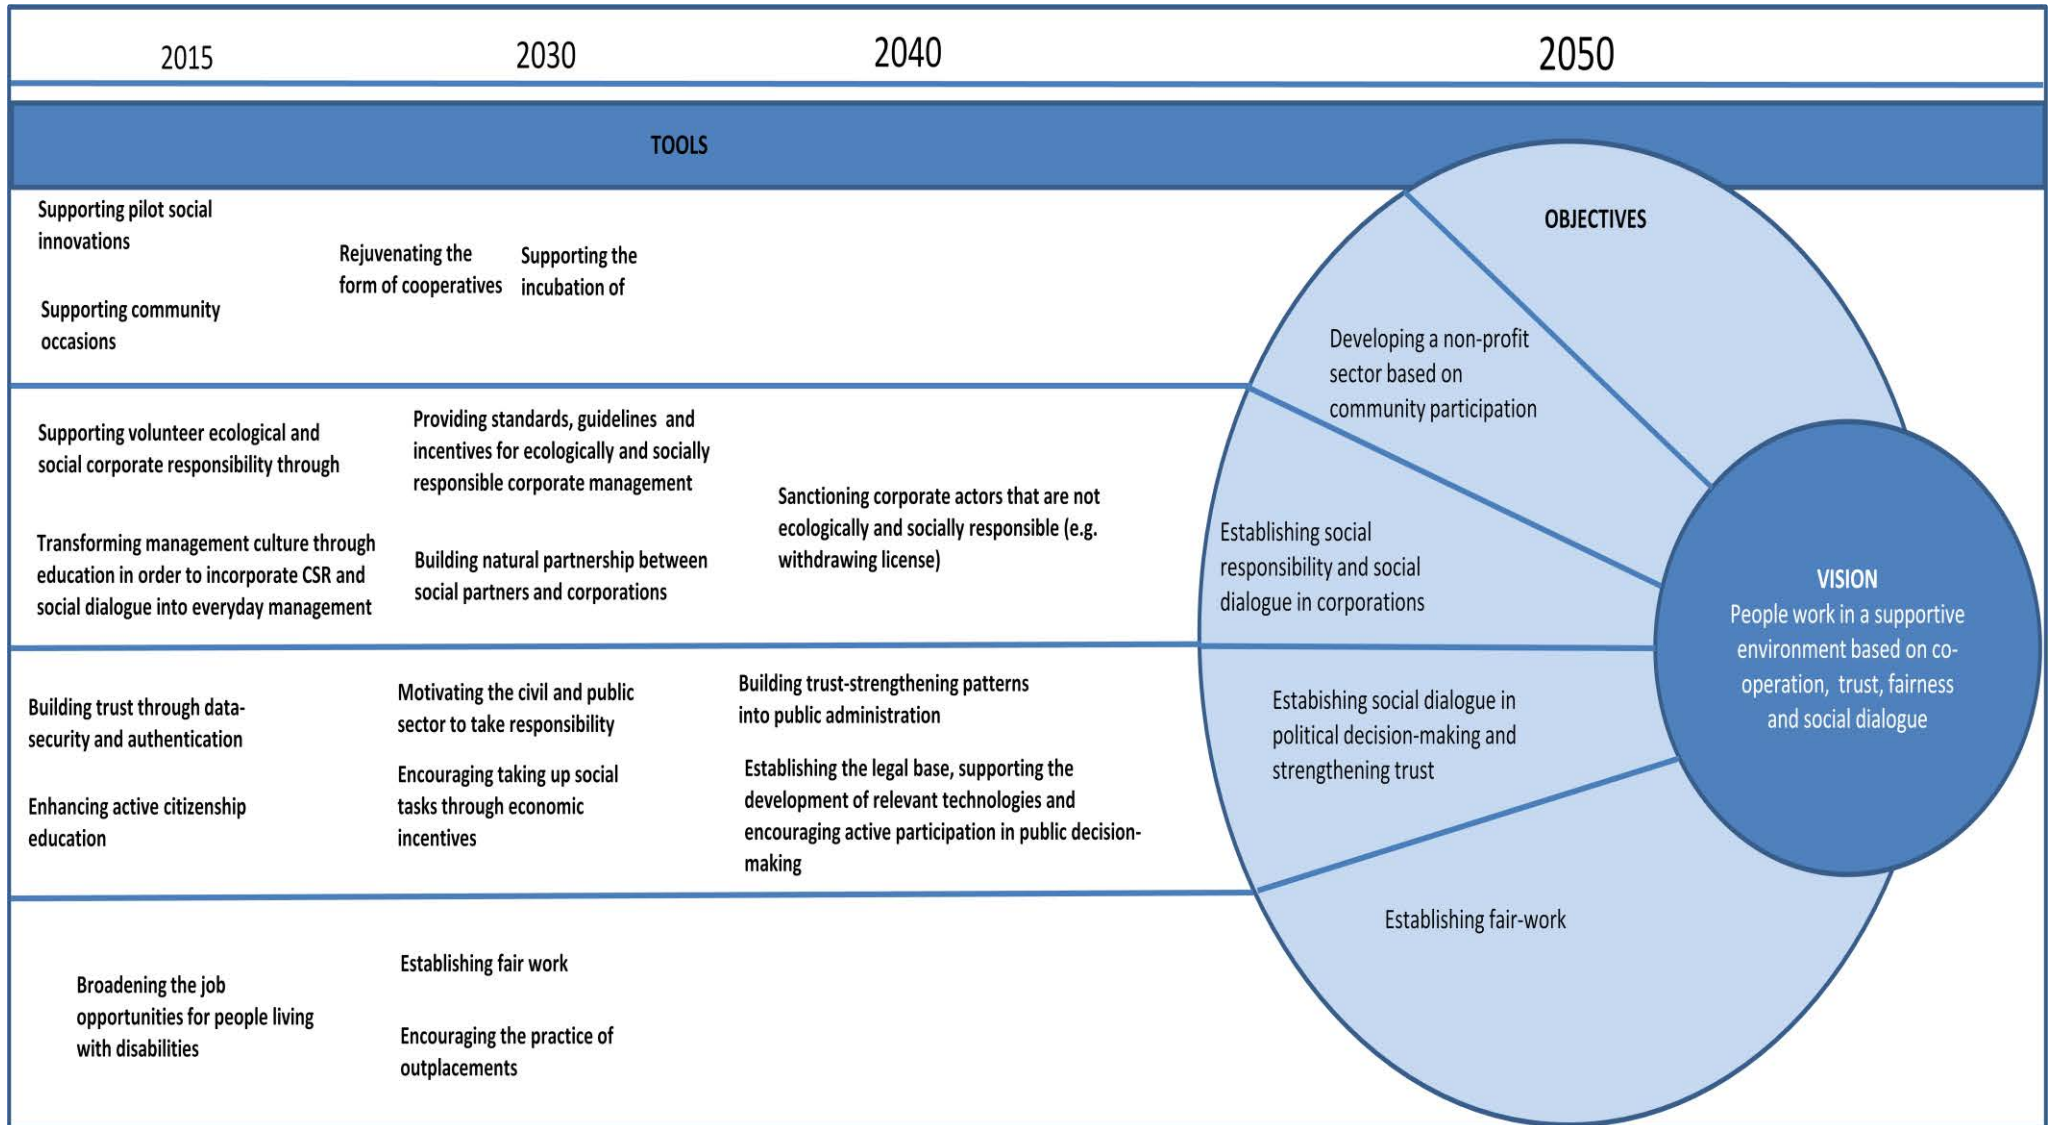 2015
2030
2040
2050
TOOLS
OBJECTIVES
Supporting pilot social
innovations
Supporting community
occasions
Rejuvenating the
form of cooperatives
Supporting the
incubation of
Developing a non-profit
sector based on
community participation
Supporting volunteer ecological and
social corporate responsibility through
Transforming management culture through
education in order to incorporate CSR and
social dialogue into everyday management
Providing standards, guidelines and
incentives for ecologically and socially
responsible corporate management
Building natural partnership between
social partners and corporations
Sanctioning corporate actors that are not
ecologically and socially responsible (e.g.
withdrawing license)
Establishing social
responsibility and social
dialogue in corporations
Building trust through data-
security and authentication
Enhancing active citizenship
education
Motivating the civil and public
sector to take responsibility
Encouraging taking up social
tasks through economic
incentives
Building trust-strengthening patterns
into public administration
Establishing the legal base, supporting the
development of relevant technologies and
encouraging active participation in public decision-
making
Estabishing social dialogue in
political decision-making and
strengthening trust
Broadening the job
opportunities for people living
with disabilities
Establishing fair work
Encouraging the practice of
outplacements
Establishing fair-work
VISION
People work in a supportive
environment based on co-
operation, trust, fairness
and social dialogue